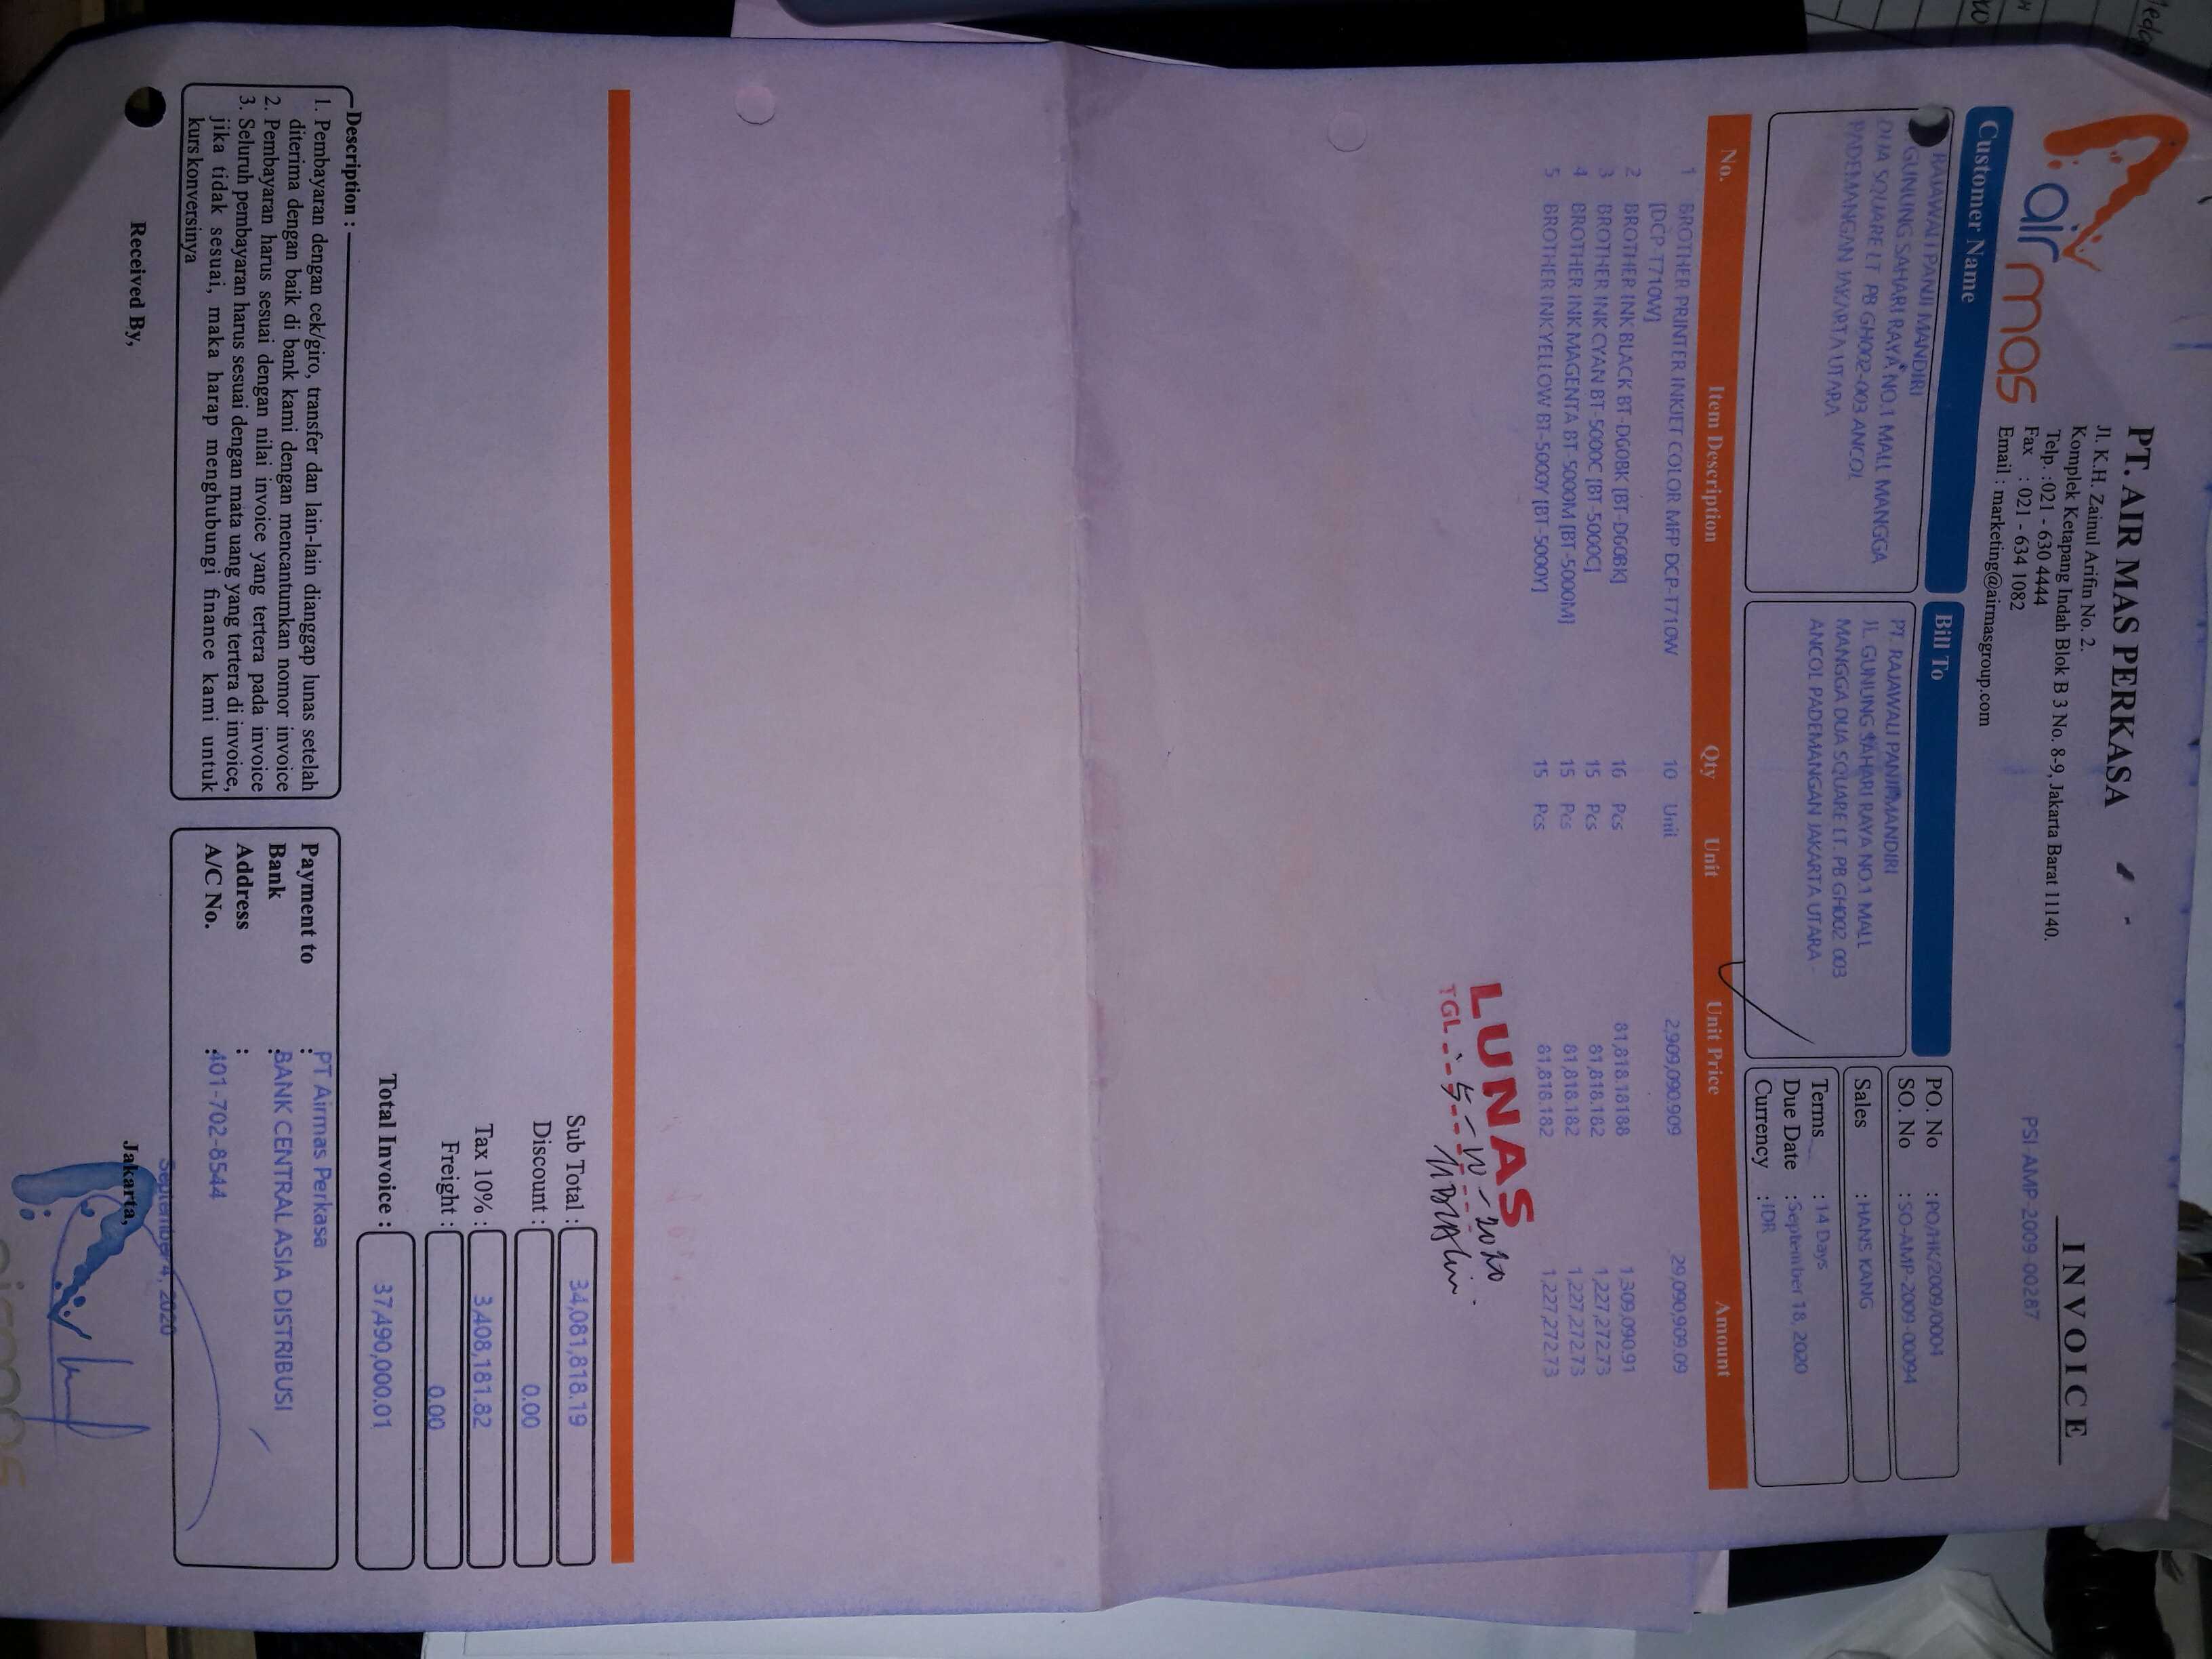 airmas
PT. AIR MAS PERKASA
Jl. K.H. Zainul Arifin No. 2.
Komplek Ketapang Indah Blok B 3 No. 8-9, Jakarta Barat 11140.
Telp. : 021 - 630 4444
Fax : 021 - 634 1082
Email : marketing@airmasgroup.com
INVOICE
PSI-AMP-2009-00287
Customer Name
RAJAWALI PANJI MANDIRI
GUNUNG SAHARI RAYA NO.1 MALL MANGGA
DUA SQUARE LT PB GH002-003 ANCOL
PADEMANGAN JAKARTA UTARA
Bill To
PT. RAJAWALI PANJI MANDIRI
JL. GUNUNG SAHARI RAYA NO.1 MALL
MANGGA DUA SQUARE LT. PB GH002 003
ANCOL PADEMANGAN JAKARTA UTARA -
PO. No : PO/HK/2009/0004
SO. No : SO-AMP-2009-00094
Sales : HANS KANG
Terms : 14 Days
Due Date : September 18, 2020
Currency : IDR
No. Item Description Qty Unit Unit Price Amount
1 BROTHER PRINTER INKJET COLOR MFP DCP-T710W 10 Unit 2,909,090.909 29,090,909.09
[DCP-T710W]
2 BROTHER INK BLACK BT-D60BK [BT-D60BK] 16 Pcs 81,818.18188 1,309,090.91
3 BROTHER INK CYAN BT-5000C [BT-5000C] 15 Pcs 81,818.182 1,227,272.73
4 BROTHER INK MAGENTA BT-5000M [BT-5000M] 15 Pcs 81,818.182 1,227,272.73
5 BROTHER INK YELLOW BT-5000Y [BT-5000Y] 15 Pcs 81,818.182 1,227,272.73
LUNAS
TGL. 5-10-2020
Sub Total : 34,081,818.19
Discount : 0.00
Tax 10% : 3,408,181.82
Freight : 0.00
Total Invoice : 37,490,000.01
Description :
1. Pembayaran dengan cek/giro, transfer dan lain-lain dianggap lunas setelah
diterima dengan baik di bank kami dengan mencantumkan nomor invoice
2. Pembayaran harus sesuai dengan nilai invoice yang tertera pada invoice
3. Seluruh pembayaran harus sesuai dengan mata uang yang tertera di invoice,
jika tidak sesuai, maka harap menghubungi finance kami untuk
kurs konversinya
Payment to : PT Airmas Perkasa
Bank : BANK CENTRAL ASIA DISTRIBUSI
Address :
A/C No. : 401-702-8544
Received By,
Jakarta, September 4, 2020
airmas